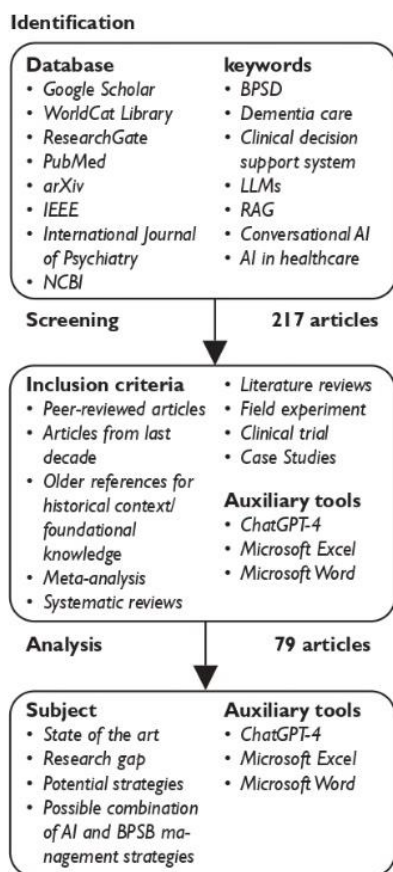 Identification
Database
• Google Scholar
• WorldCat Library
• ResearchGate
• PubMed
• arXiv
• IEEE
• International Journal
of Psychiatry
• NCBI
keywords
• BPSD
• Dementia care
• Clinical decision
support system
• LLMs
• RAG
• Conversational AI
• AI in healthcare
Screening
217 articles
Inclusion criteria
• Peer-reviewed articles
• Articles from last
decade
• Older references for
historical context/
foundational
knowledge
• Meta-analysis
• Systematic reviews
• Literature reviews
• Field experiment
• Clinical trial
• Case Studies
Auxiliary tools
• ChatGPT-4
• Microsoft Excel
• Microsoft Word
Analysis
79 articles
Subject
• State of the art
• Research gap
• Potential strategies
• Possible combination
of AI and BPSB ma-
nagement strategies
Auxiliary tools
• ChatGPT-4
• Microsoft Excel
• Microsoft Word